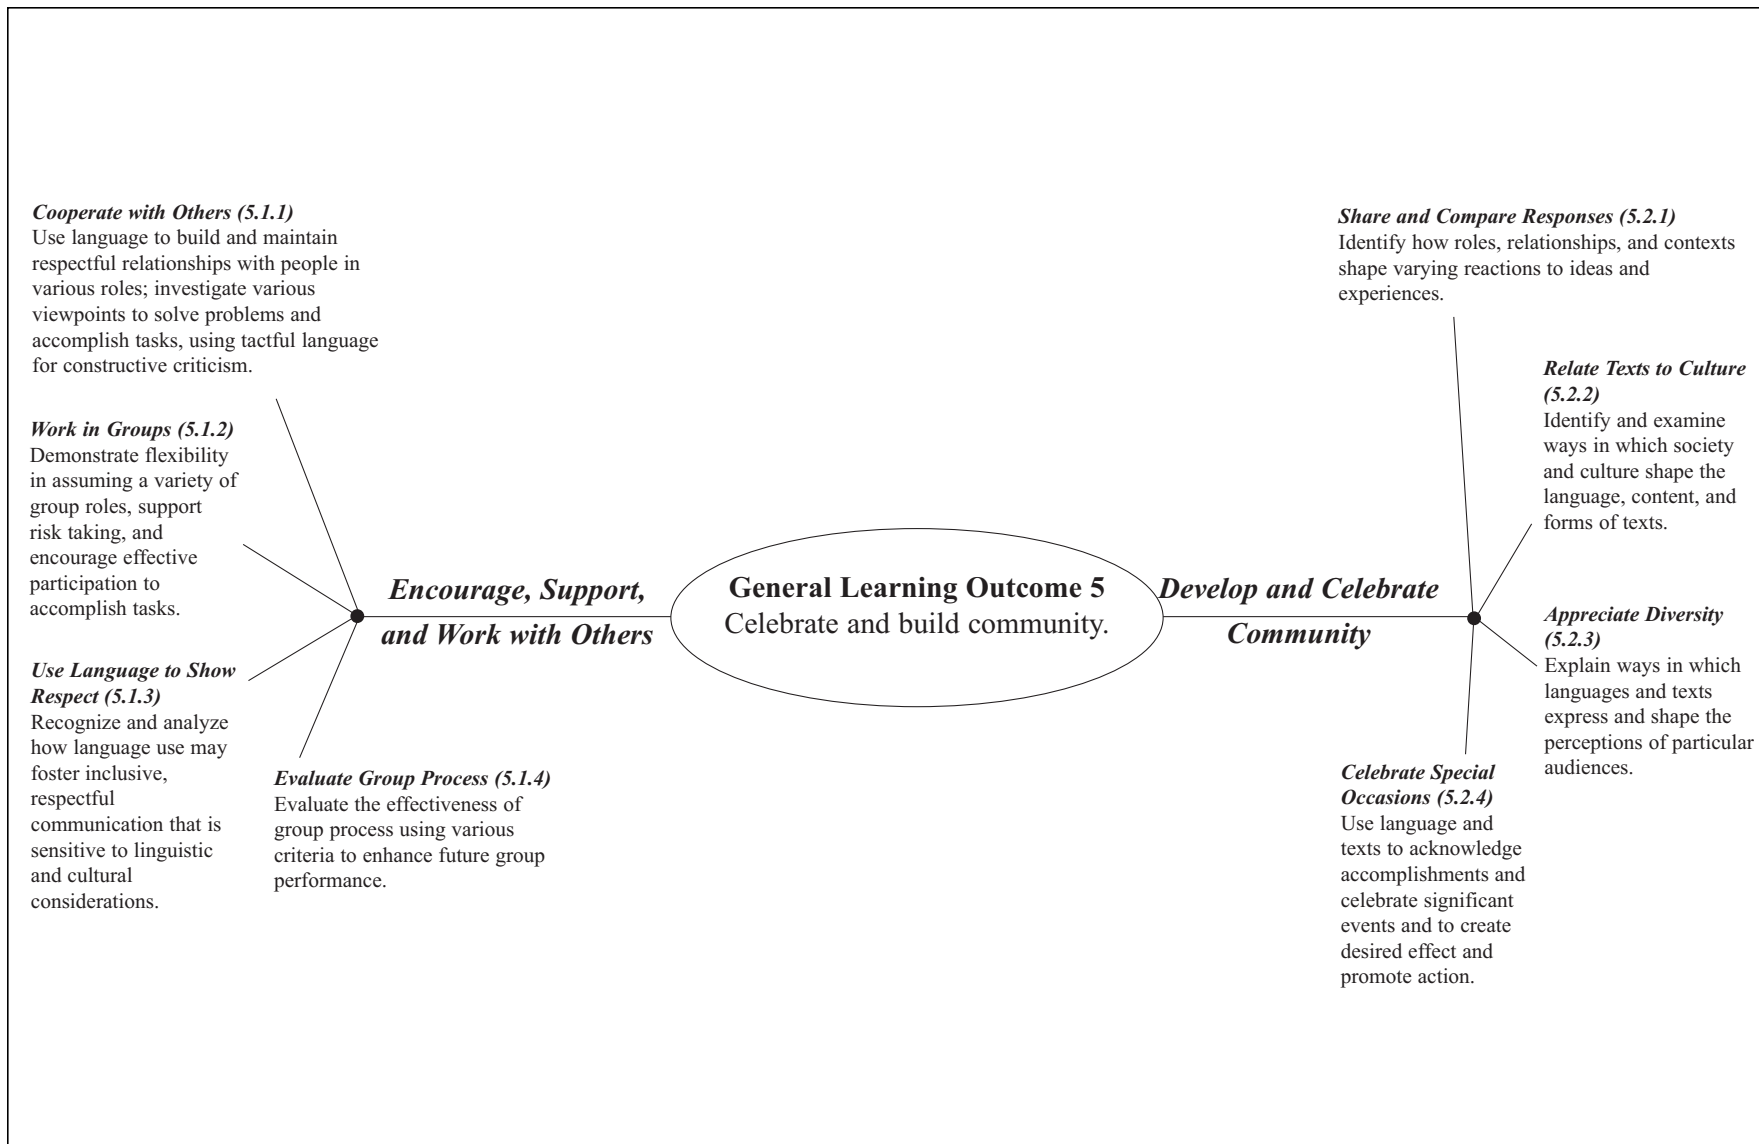 Cooperate with Others (5.1.1)
Use language to build and maintain
respectful relationships with people in
various roles; investigate various
viewpoints to solve problems and
accomplish tasks, using tactful language
for constructive criticism.
Work in Groups (5.1.2)
Demonstrate flexibility
in assuming a variety of
group roles, support
risk taking, and
encourage effective
participation to
accomplish tasks.
Use Language to Show
Respect (5.1.3)
Recognize and analyze
how language use may
foster inclusive,
respectful
communication that is
sensitive to linguistic
and cultural
considerations.
Evaluate Group Process (5.1.4)
Evaluate the effectiveness of
group process using various
criteria to enhance future group
performance.
Encourage, Support,
and Work with Others
General Learning Outcome 5
Celebrate and build community.
Develop and Celebrate
Community
Share and Compare Responses (5.2.1)
Identify how roles, relationships, and contexts
shape varying reactions to ideas and
experiences.
Relate Texts to Culture
(5.2.2)
Identify and examine
ways in which society
and culture shape the
language, content, and
forms of texts.
Appreciate Diversity
(5.2.3)
Explain ways in which
languages and texts
express and shape the
perceptions of particular
audiences.
Celebrate Special
Occasions (5.2.4)
Use language and
texts to acknowledge
accomplishments and
celebrate significant
events and to create
desired effect and
promote action.